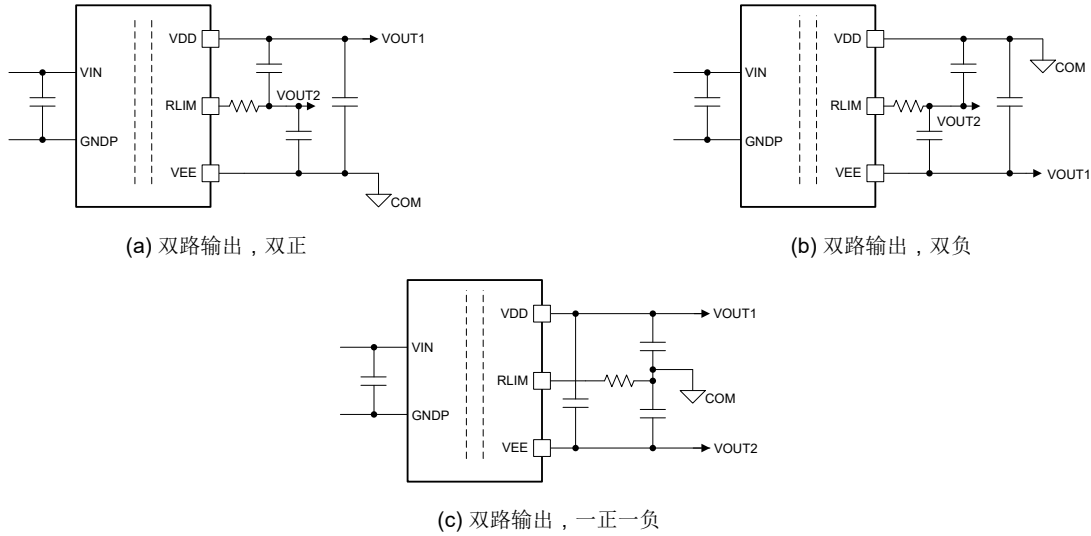 VDD
VOUT1
VIN
RLIM
VOUT2
GNDP
VEE
COM
(a) 双路输出，双正
VDD
COM
VIN
RLIM
VOUT2
GNDP
VEE
VOUT1
(b) 双路输出，双负
VDD
VOUT1
VIN
RLIM
COM
GNDP
VEE
VOUT2
(c) 双路输出，一正一负